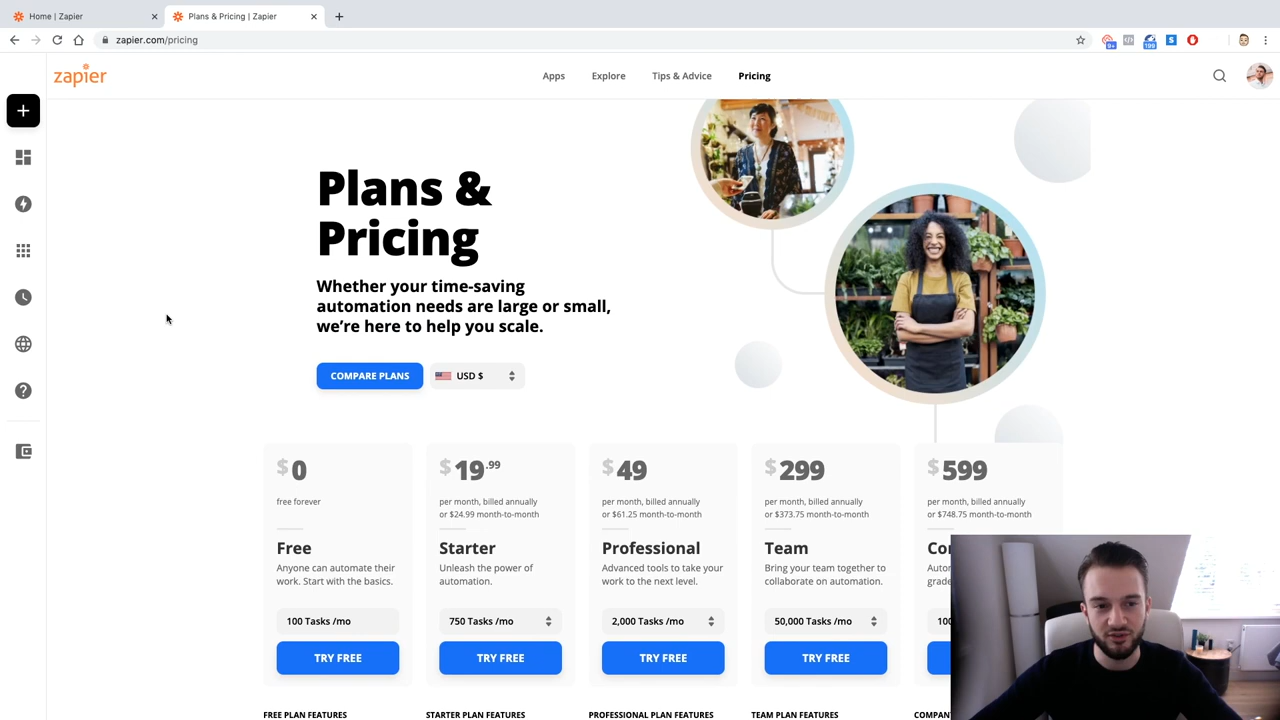 Home | Zapier
Plans & Pricing | Zapier
zapier.com/pricing
9+
199
S
zapier
Apps
Explore
Tips & Advice
Pricing
Plans &
Pricing
Whether your time-saving
automation needs are large or small,
we’re here to help you scale.
COMPARE PLANS
USD $
$0
free forever
Free
Anyone can automate their
work. Start with the basics.
100 Tasks /mo
TRY FREE
$19.99
per month, billed annually
or $24.99 month-to-month
Starter
Unleash the power of
automation.
750 Tasks /mo
TRY FREE
$49
per month, billed annually
or $61.25 month-to-month
Professional
Advanced tools to take your
work to the next level.
2,000 Tasks /mo
TRY FREE
$299
per month, billed annually
or $373.75 month-to-month
Team
Bring your team together to
collaborate on automation.
50,000 Tasks /mo
TRY FREE
$599
per month, billed annually
or $748.75 month-to-month
FREE PLAN FEATURES
STARTER PLAN FEATURES
PROFESSIONAL PLAN FEATURES
TEAM PLAN FEATURES